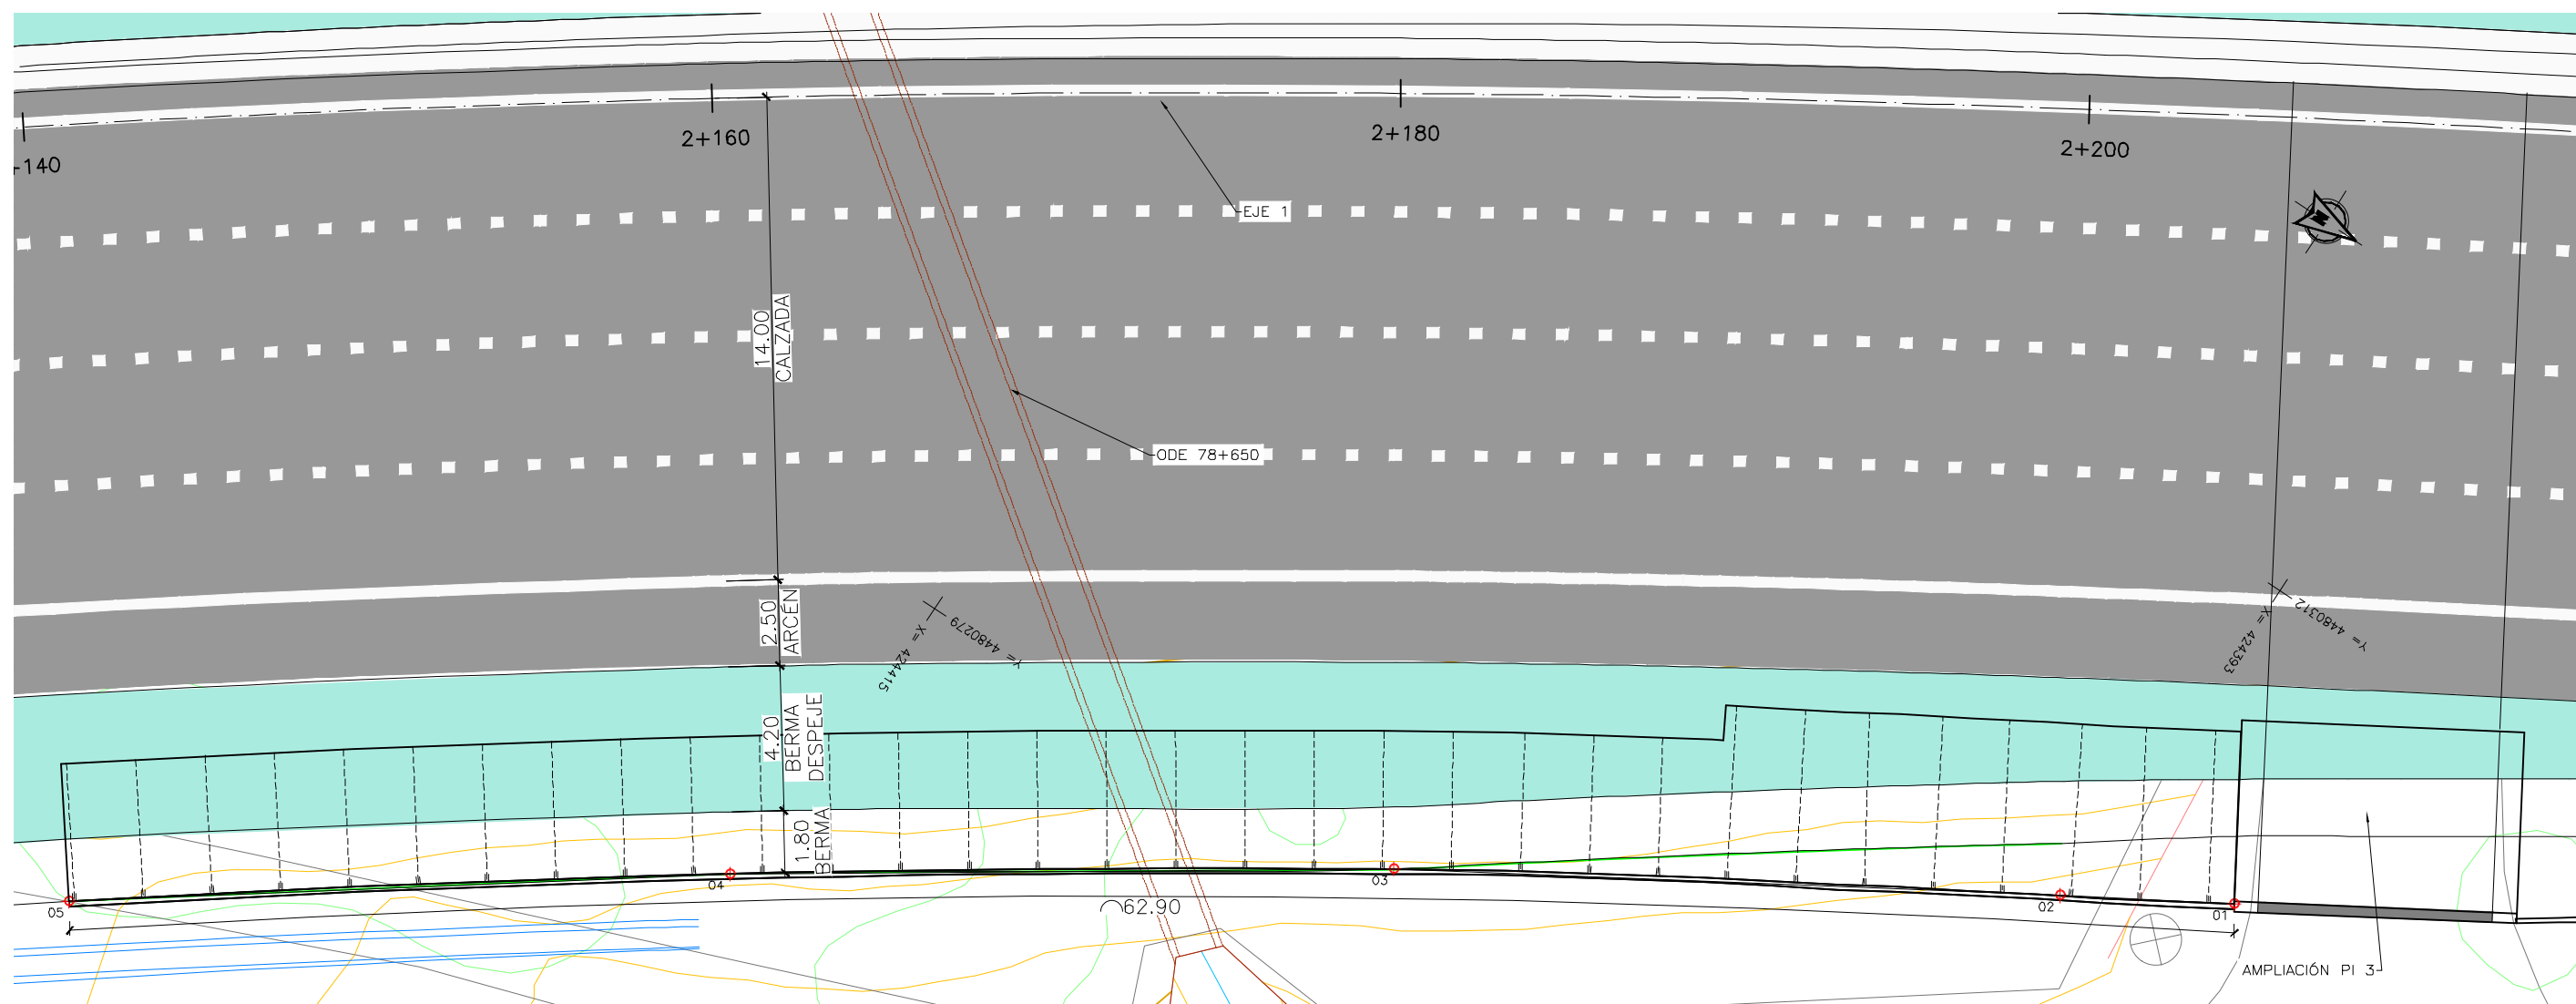 +140
2+160
2+180
2+200
EJE 1
N
14.00
CALZADA
ODE 78+650
2.50
ARCÉN
X= 424415
Y= 4480279
X= 424393
Y= 4480312
4.20
BERMA
DESPEJE
1.80
BERMA
05
04
03
02
01
62.90
AMPLIACIÓN PI 3